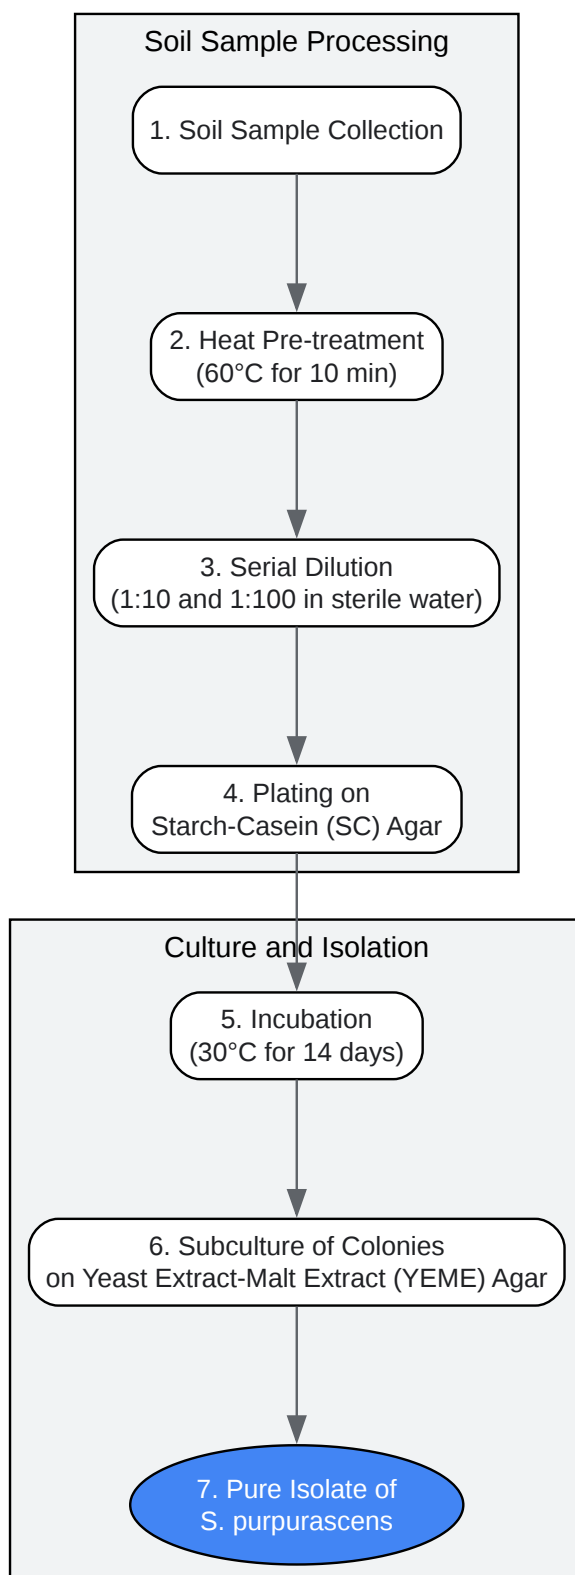 Soil Sample Processing
1. Soil Sample Collection
2. Heat Pre-treatment
(60°C for 10 min)
3. Serial Dilution
(1:10 and 1:100 in sterile water)
4. Plating on
Starch-Casein (SC) Agar
Culture and Isolation
5. Incubation
(30°C for 14 days)
6. Subculture of Colonies
on Yeast Extract-Malt Extract (YEME) Agar
7. Pure Isolate of
S. purpurascens